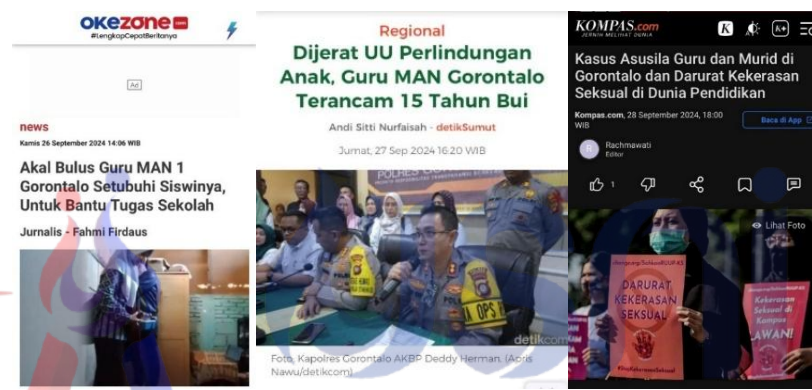 okezone
#LengkapCepatBeritanya
Ad
news
Kamis 26 September 2024 14:06 WIB
Akal Bulus Guru MAN 1
Gorontalo Setubuhi Siswinya,
Untuk Bantu Tugas Sekolah
Jurnalis - Fahmi Firdaus
Regional
Dijerat UU Perlindungan
Anak, Guru MAN Gorontalo
Terancam 15 Tahun Bui
Andi Sitti Nurfaisah - detikSumut
Jumat, 27 Sep 2024 16:20 WIB
POLRES GORONTALO
detikcom
Foto: Kapolres Gorontalo AKBP Deddy Herman. (Apris
Nawu/detikcom)
KOMPAS.com
JERNIH MELIHAT DUNIA
K
K+
Kasus Asusila Guru dan Murid di
Gorontalo dan Darurat Kekerasan
Seksual di Dunia Pendidikan
Kompas.com, 28 September 2024, 18:00
WIB
Baca di App
R
Rachmawati
Editor
1
Lihat Foto
DARURAT
KEKERASAN
SEKSUAL
Kekerasan
Seksual di
Kampus
LAWAN!